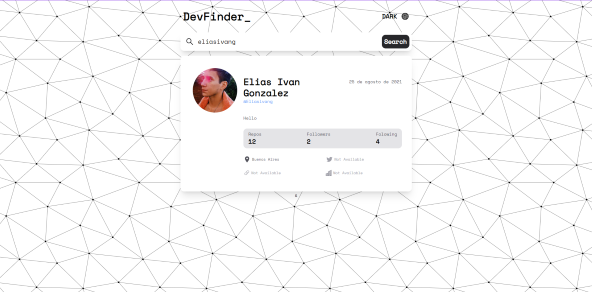 DevFinder_
DARK
eliasivang
Search
Elias Ivan
Gonzalez
25 de agosto de 2021
@Eliasivang
Hello
Repos
Followers
Following
12
2
4
Buenos Aires
Not Available
Not Available
Not Available